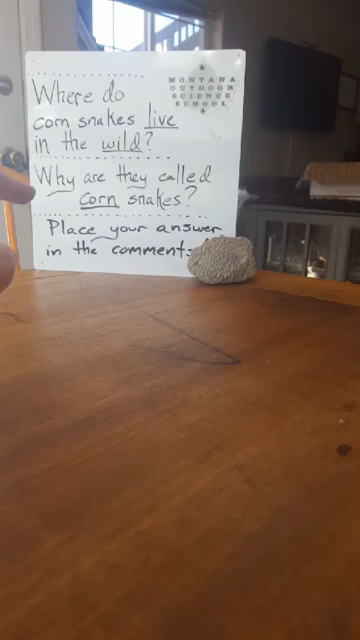 MONTANA
OUTDOOR
SCIENCE
SCHOOL
Where do
corn snakes live
in the wild?
Why are they called
corn snakes?
Place your answer
in the comments